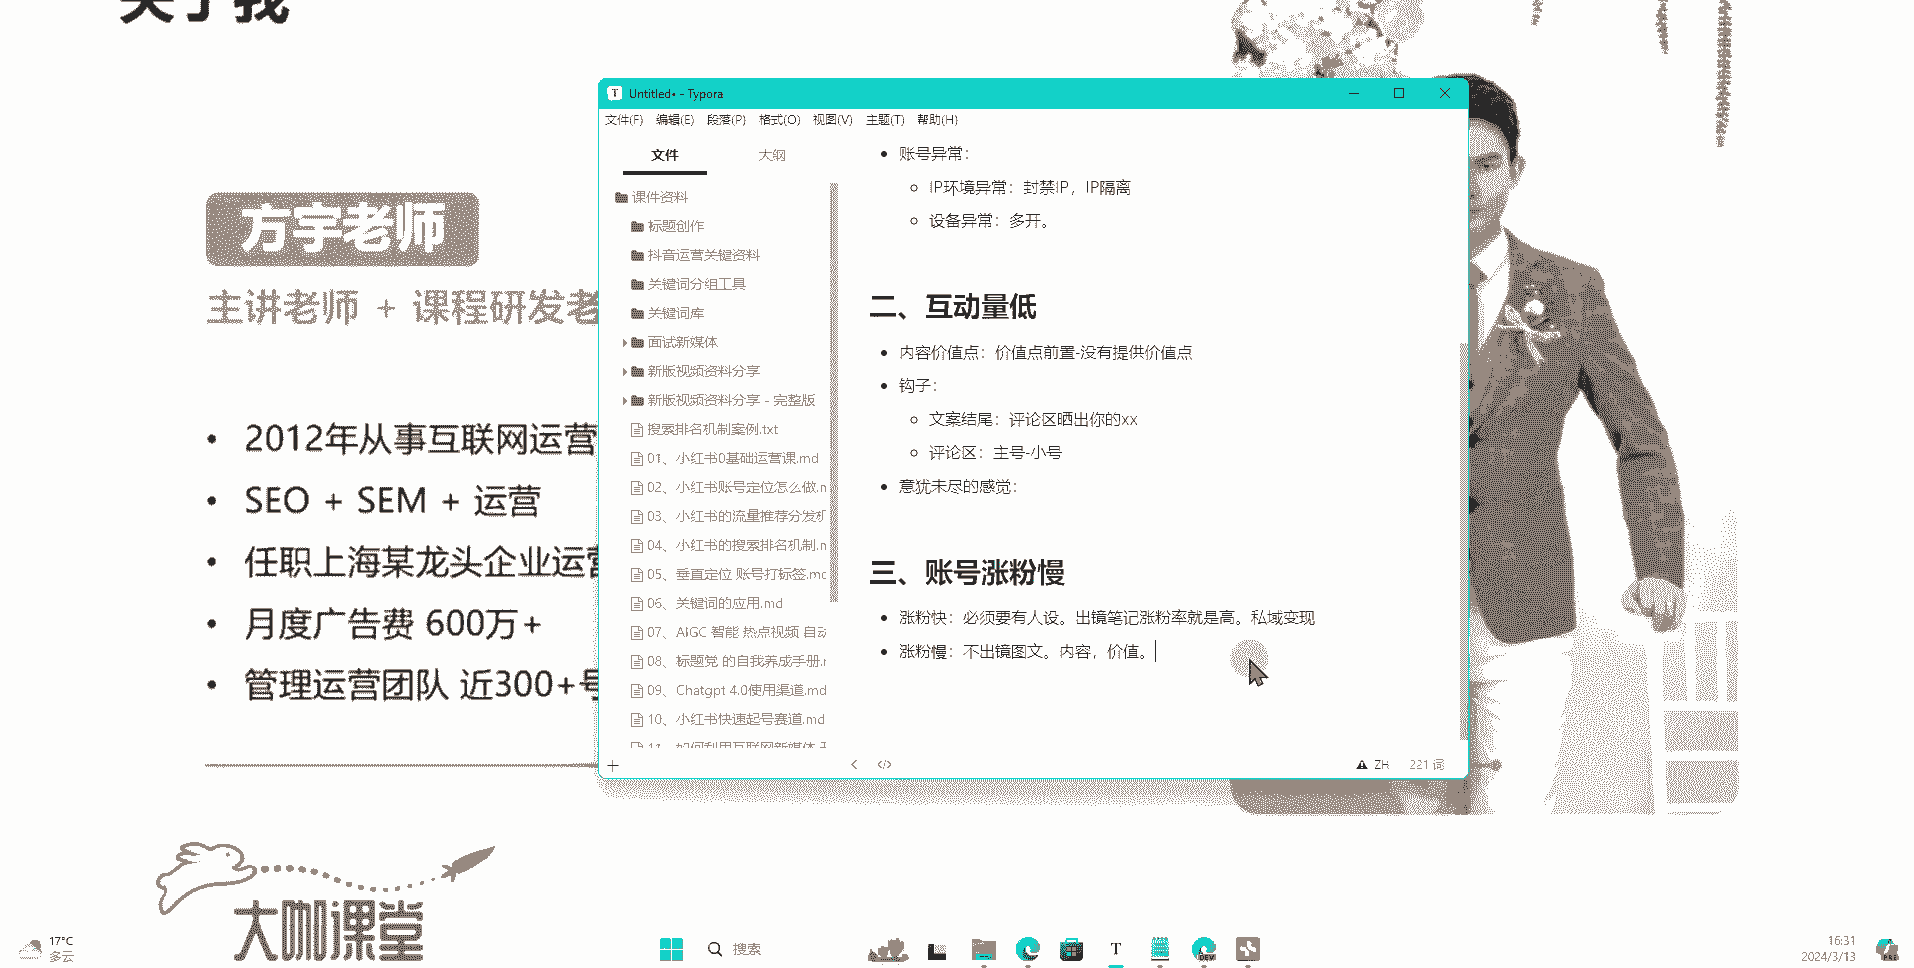 关于我
方宇老师
主讲老师 + 课程研发老
• 2012年从事互联网运营
• SEO + SEM + 运营
• 任职上海某龙头企业运营
• 月度广告费 600万+
• 管理运营团队 近300+号
大咖课堂
Untitled• - Typora
文件(F) 编辑(E) 段落(P) 格式(O) 视图(V) 主题(T) 帮助(H)
文件 大纲
课件资料
标题创作
抖音运营关键资料
关键词分组工具
关键词库
面试新媒体
新版视频资料分享
新版视频资料分享 - 完整版
搜索排名机制案例.txt
01、小红书0基础运营课.md
02、小红书账号定位怎么做.m
03、小红书的流量推荐分发机
04、小红书的搜索排名机制.m
05、垂直定位 账号打标签.mc
06、关键词的应用.md
07、AIGC 智能 热点视频 自动
08、标题党 的自我养成手册.r
09、Chatgpt 4.0使用渠道.md
10、小红书快速起号赛道.md
11、如何利用互联网新媒体
• 账号异常：
IP环境异常：封禁IP，IP隔离
设备异常：多开。
二、互动量低
• 内容价值点：价值点前置-没有提供价值点
• 钩子：
文案结尾：评论区晒出你的xx
评论区：主号-小号
• 意犹未尽的感觉：
三、账号涨粉慢
• 涨粉快：必须要有人设。出镜笔记涨粉率就是高。私域变现
• 涨粉慢：不出镜图文。内容，价值。
ZH 221 词
17°C
多云
搜索
16:31
2024/3/13